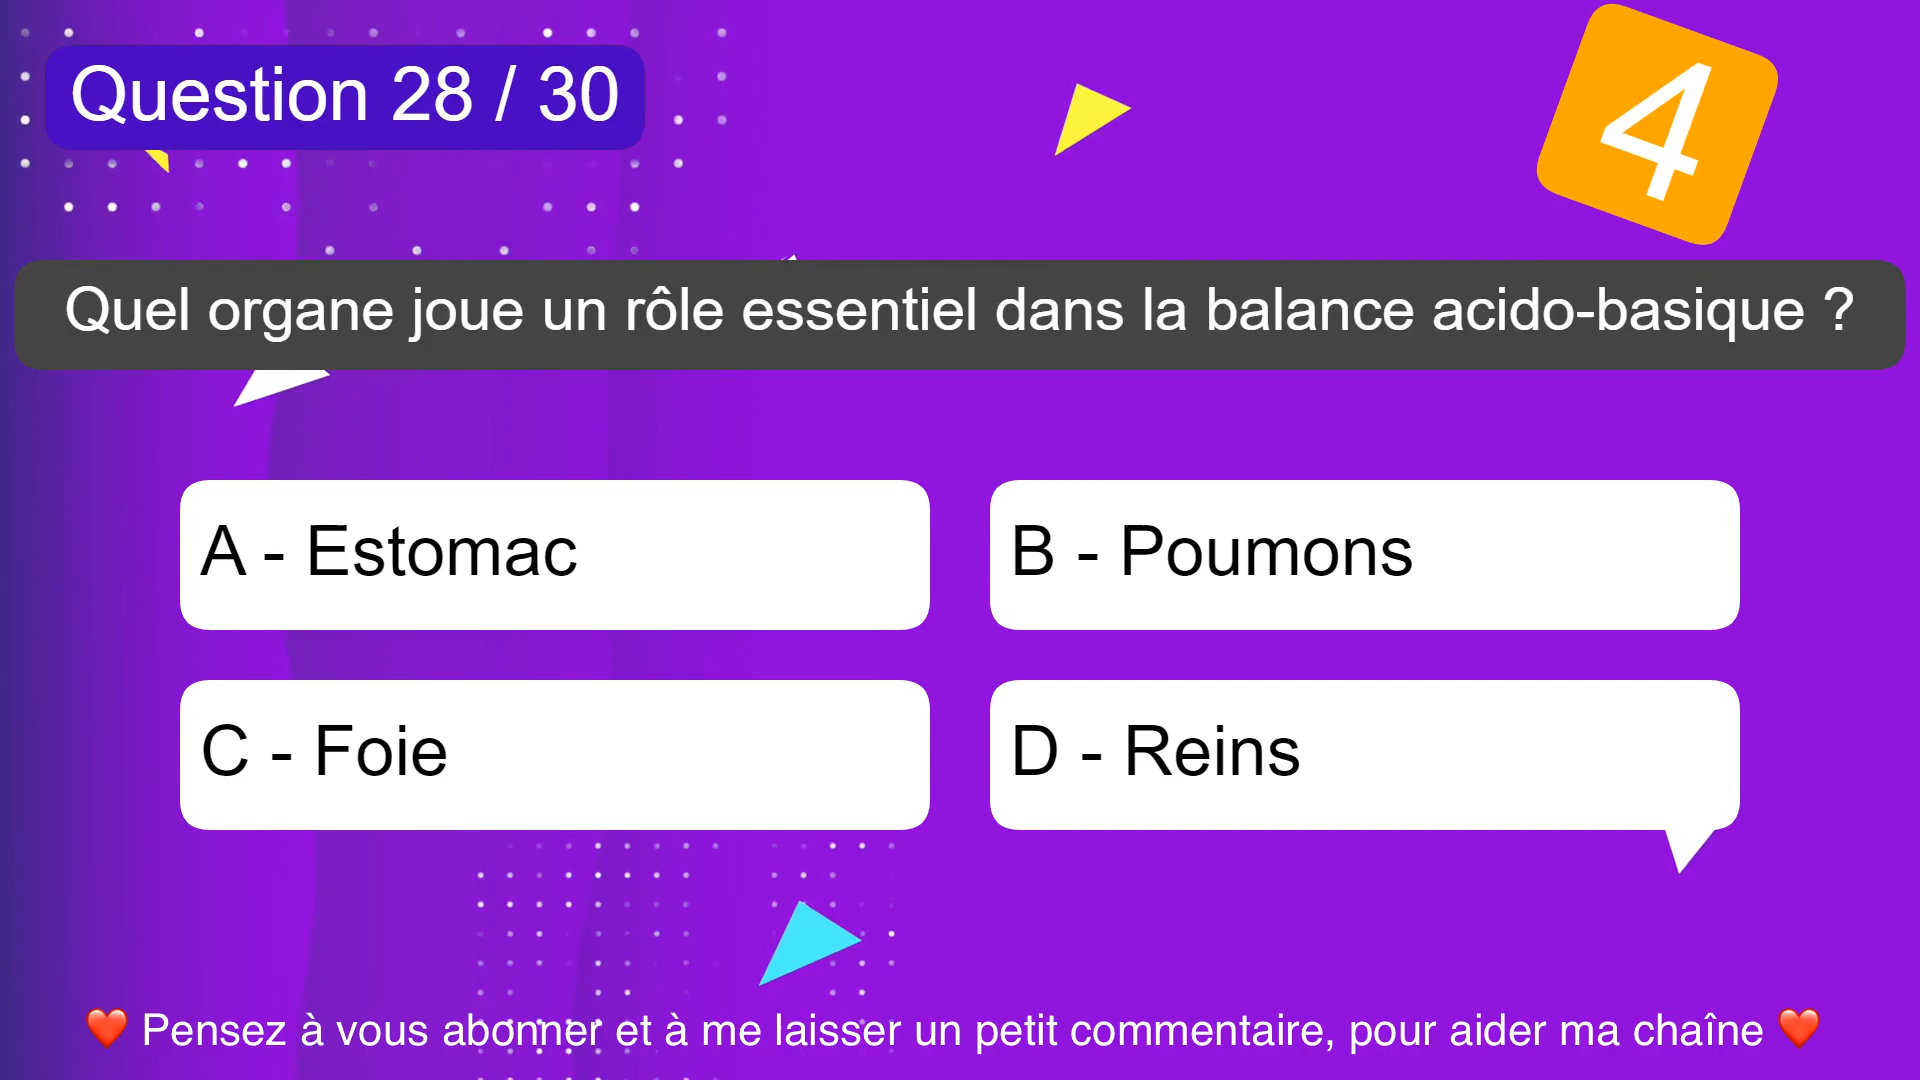 Question 28 / 30
4
Quel organe joue un rôle essentiel dans la balance acido-basique ?
A - Estomac
B - Poumons
C - Foie
D - Reins
❤️ Pensez à vous abonner et à me laisser un petit commentaire, pour aider ma chaîne ❤️